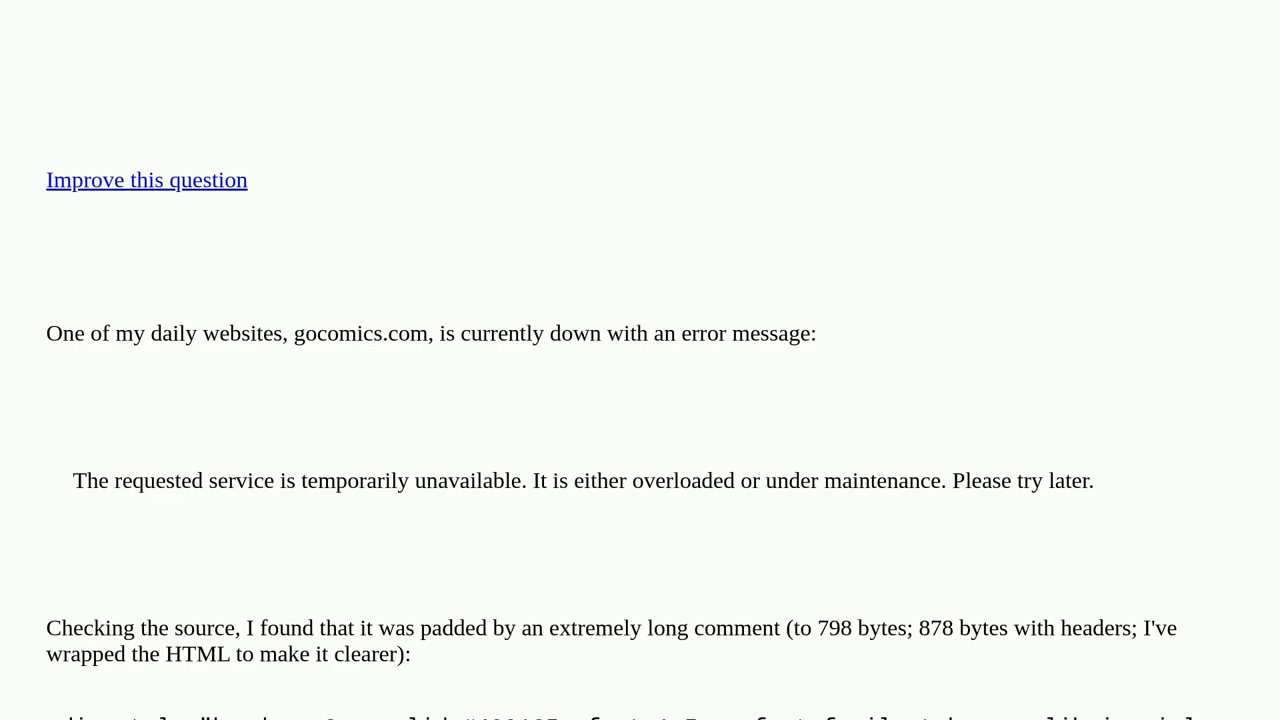 Improve this question
One of my daily websites, gocomics.com, is currently down with an error message:
The requested service is temporarily unavailable. It is either overloaded or under maintenance. Please try later.
Checking the source, I found that it was padded by an extremely long comment (to 798 bytes; 878 bytes with headers; I've
wrapped the HTML to make it clearer):